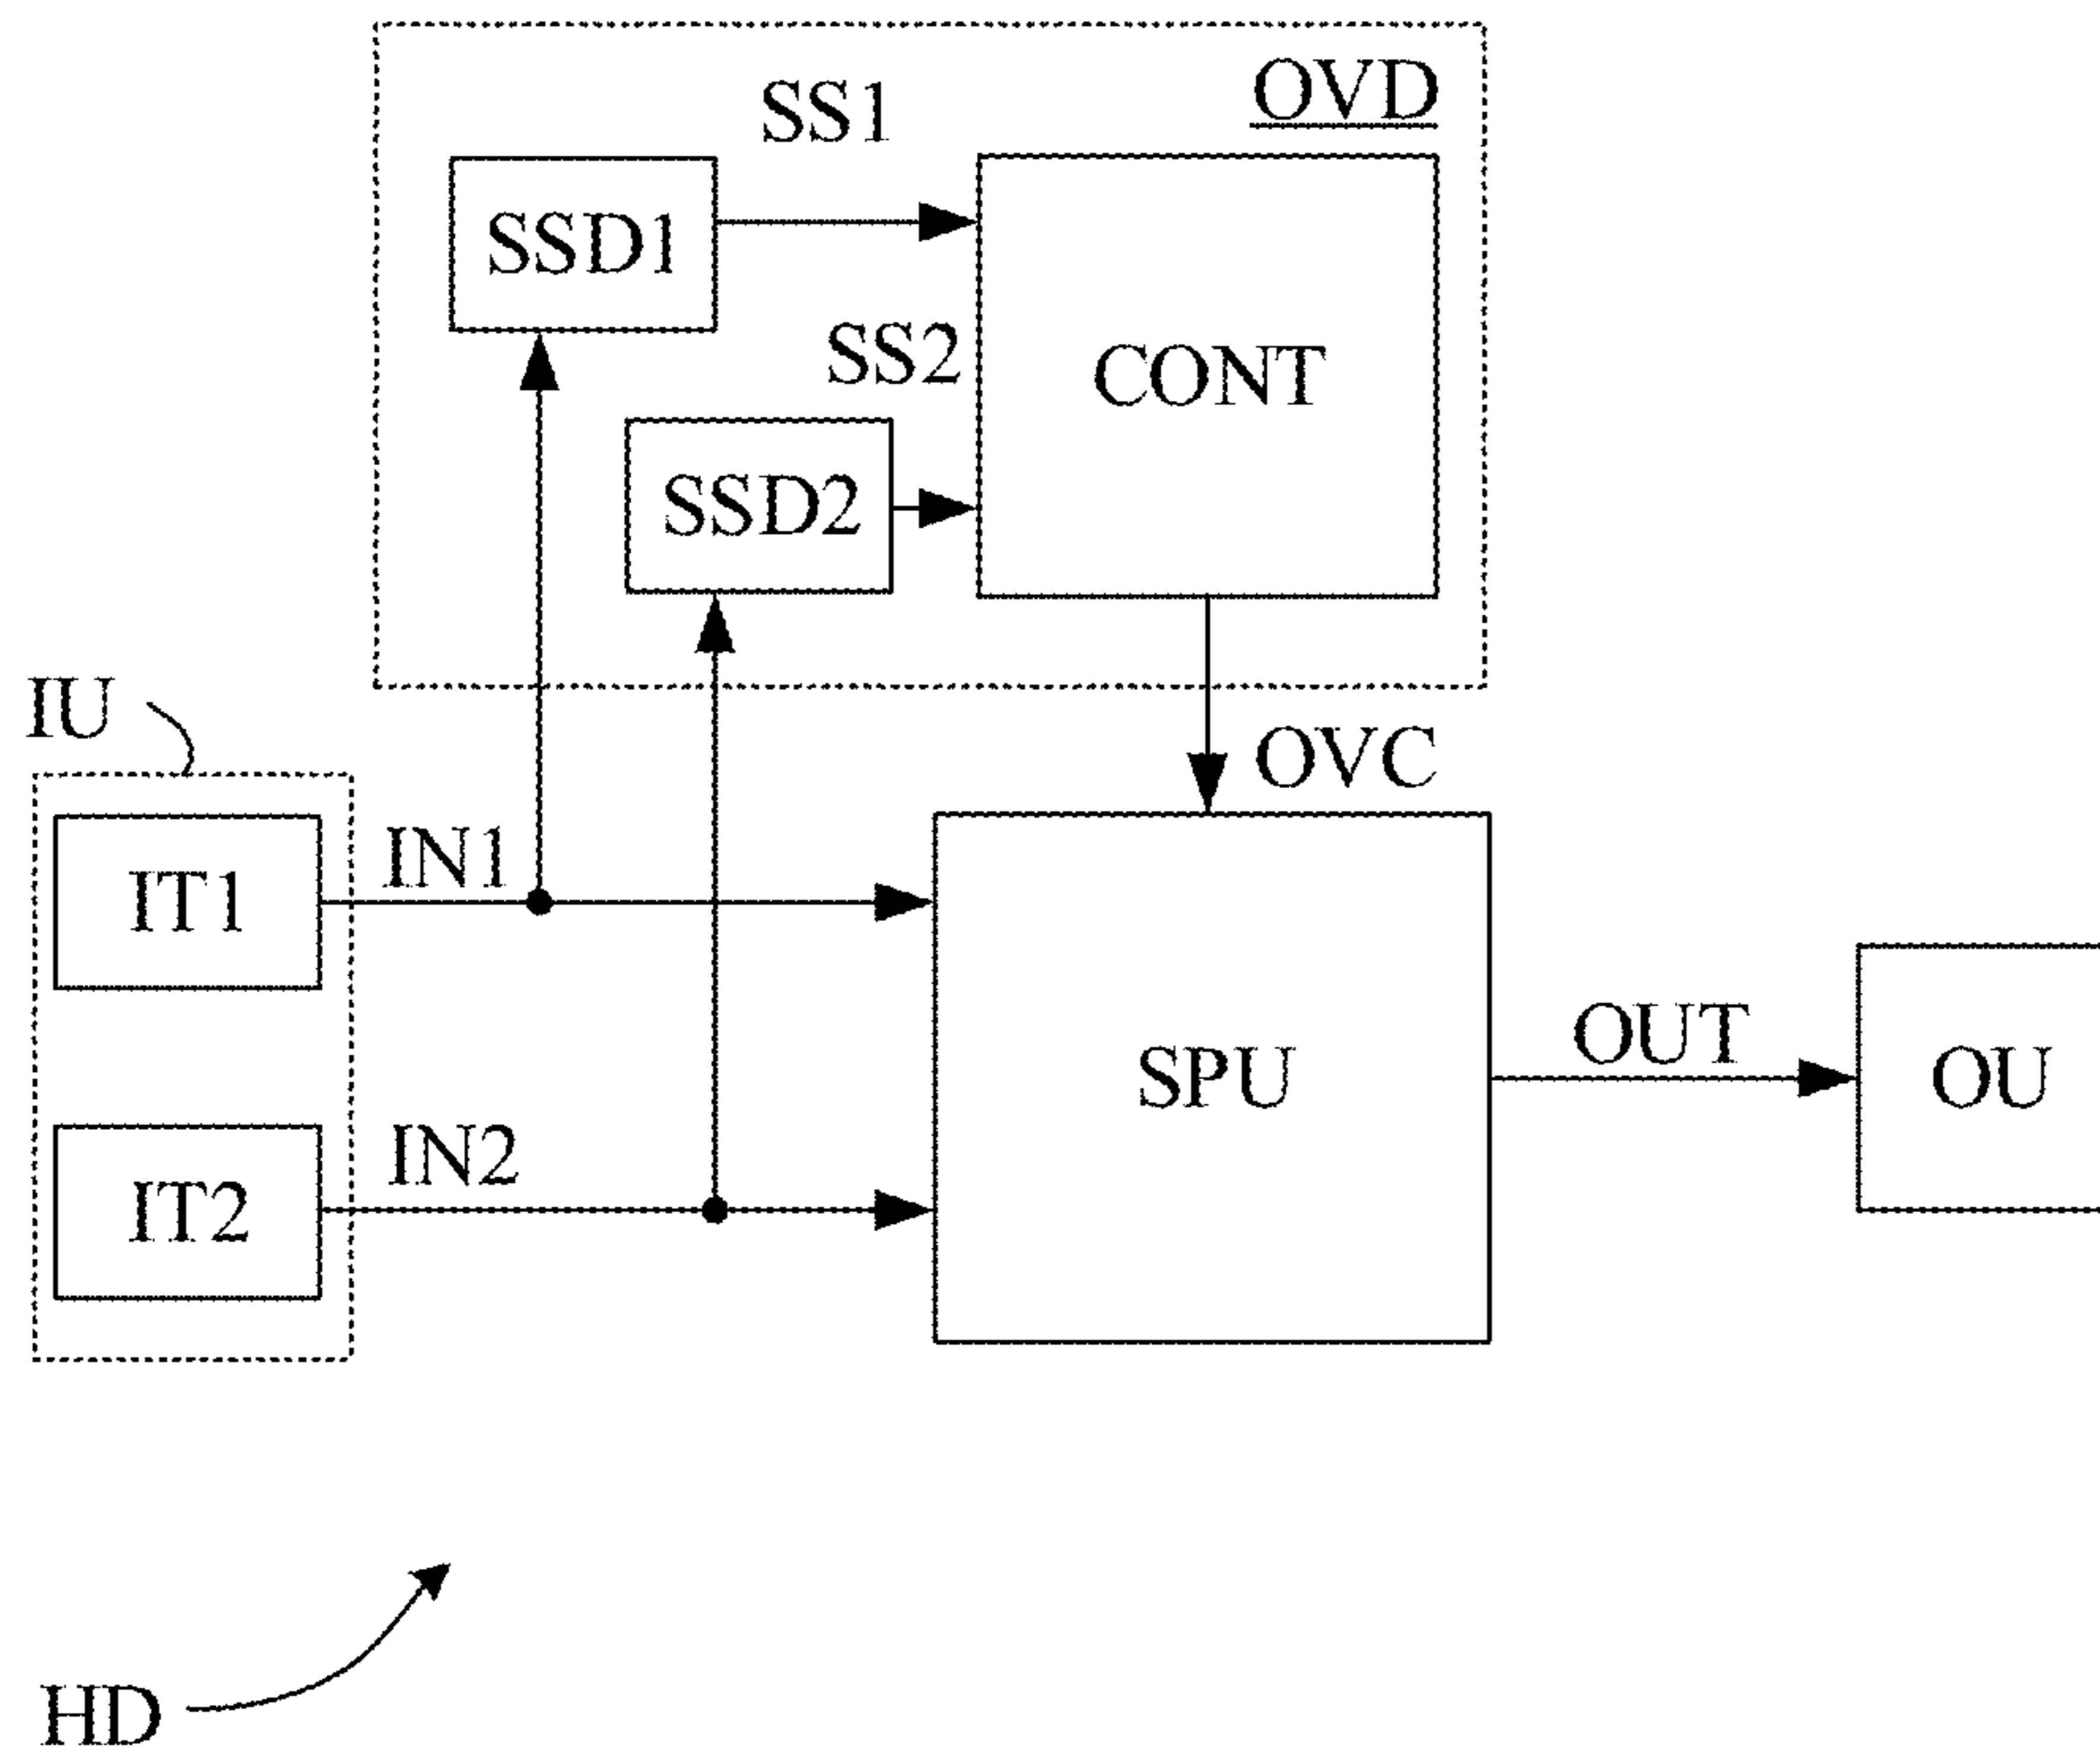 OVD
SS1
SSD1
SS2
CONT
SSD2
IU
OVC
IN1
IT1
OUT
SPU
OU
IN2
IT2
HD